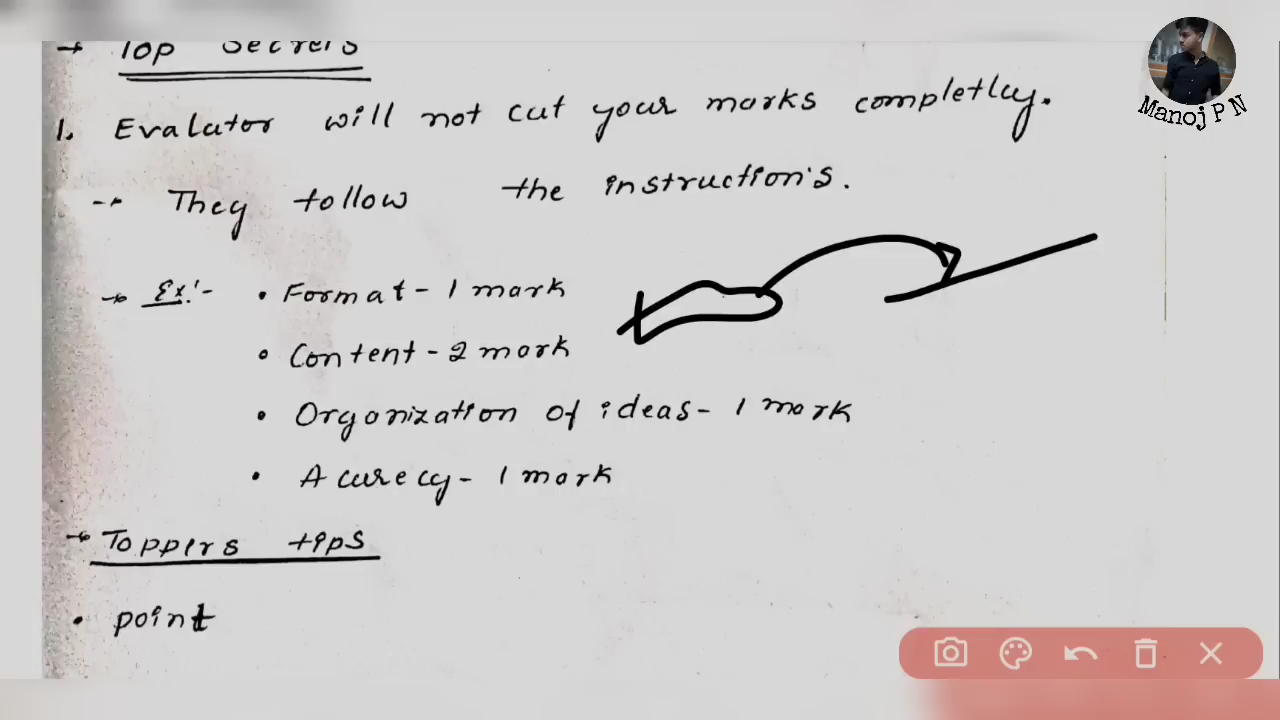 → Top Secrets
Manoj P N
1. Evalator will not cut your marks completley.
-→ They follow the instruction's.
→ Ex:- • Format - 1 mark
• Content - 2 mark
• Organization of ideas - 1 mark
• Acurecy - 1 mark
→ Toppers tips
• point